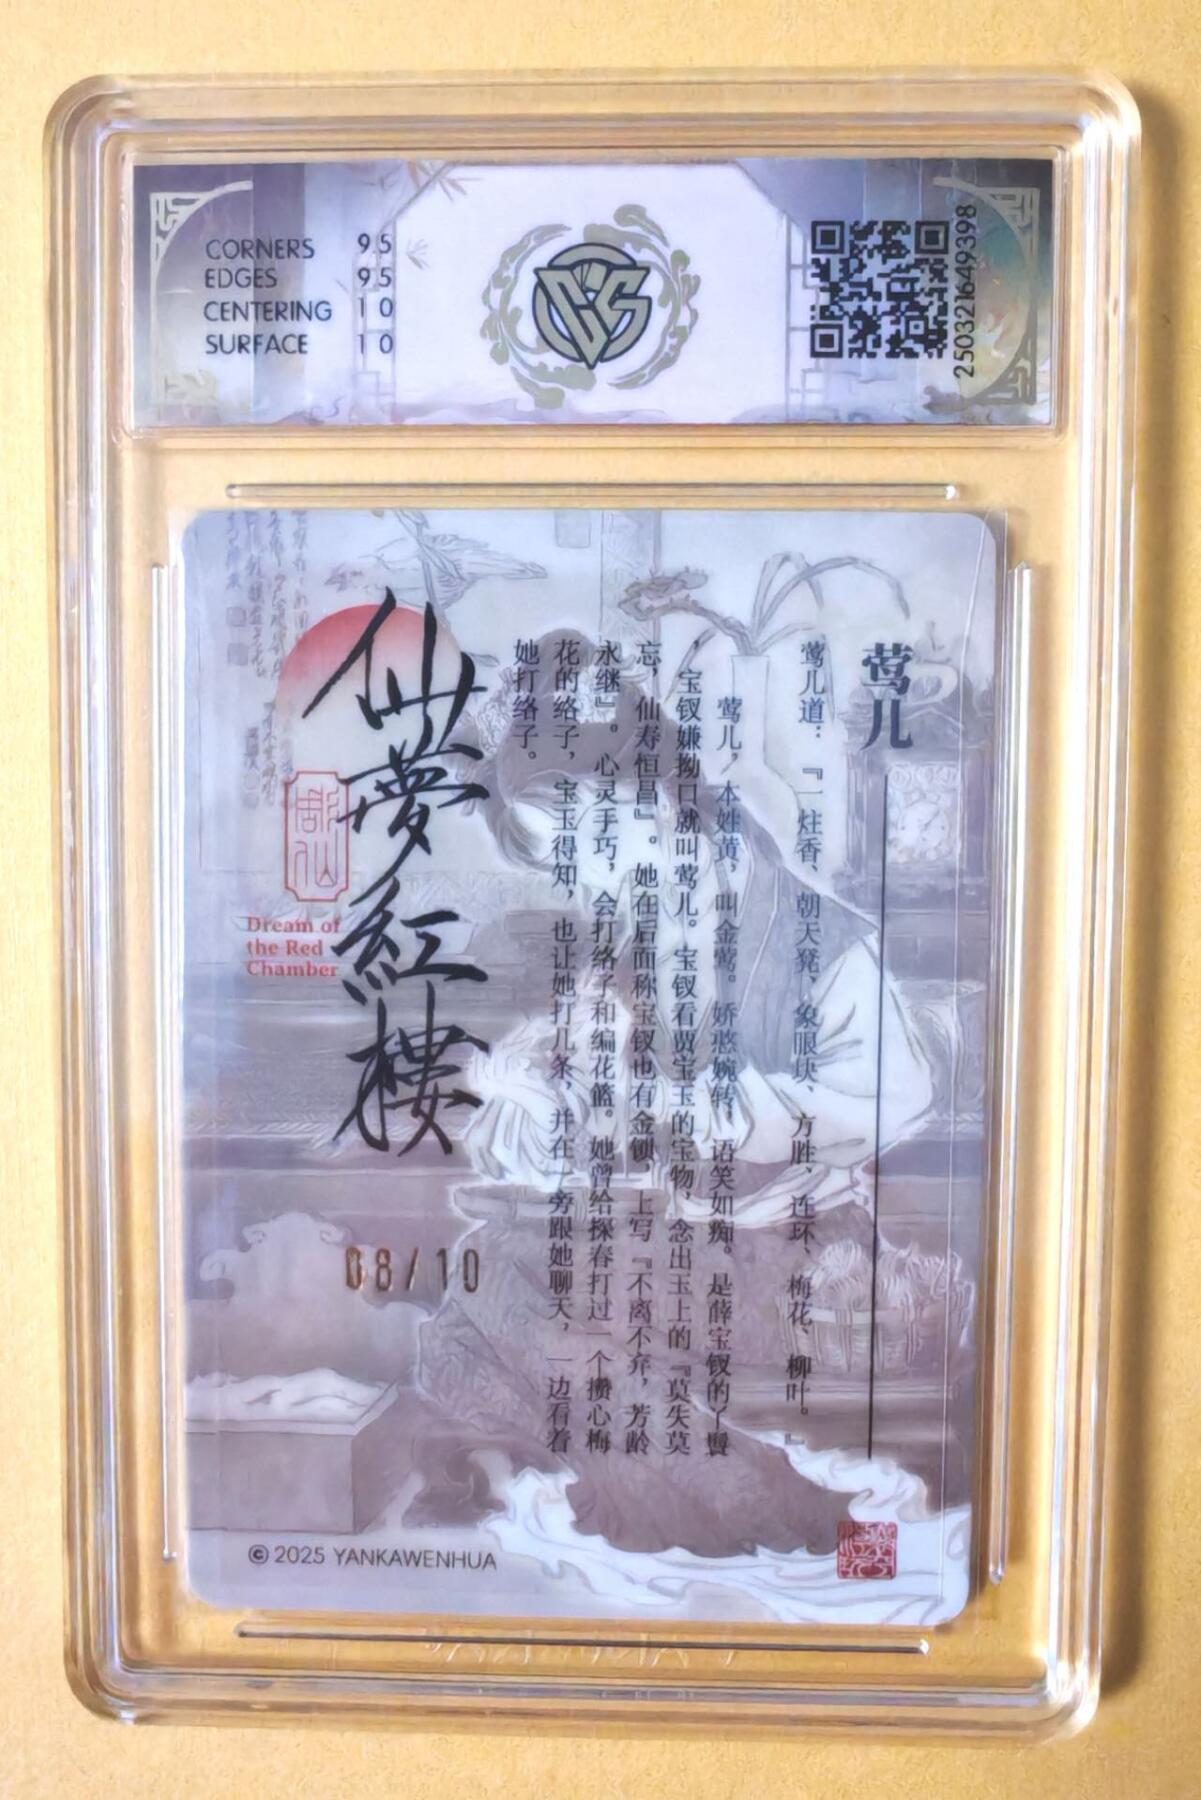 CORNERS 9.5
EDGES 9.5
CENTERING 10
SURFACE 10
CCS
250321649398
莺儿
莺儿道：『一炷香、朝天凳、象眼块、方胜、连环、梅花、柳叶。』
莺儿，本姓黄，叫金莺。娇憨婉转，语笑如痴。是薛宝钗的丫鬟
，宝钗嫌拗口就叫莺儿。宝钗看贾宝玉的宝物，念出玉上的『莫失莫
忘，仙寿恒昌』。她在后面称宝钗也有金锁，上写『不离不弃，芳龄
永继』。心灵手巧，会打络子和编花篮。她曾给探春打过一个攒心梅
花的络子，宝玉得知，也让她打几条，并在一旁跟她聊天，一边看着
她打络子。
仙夢紅樓
Dream of
the Red
Chamber
08/10
© 2025 YANKAWENHUA